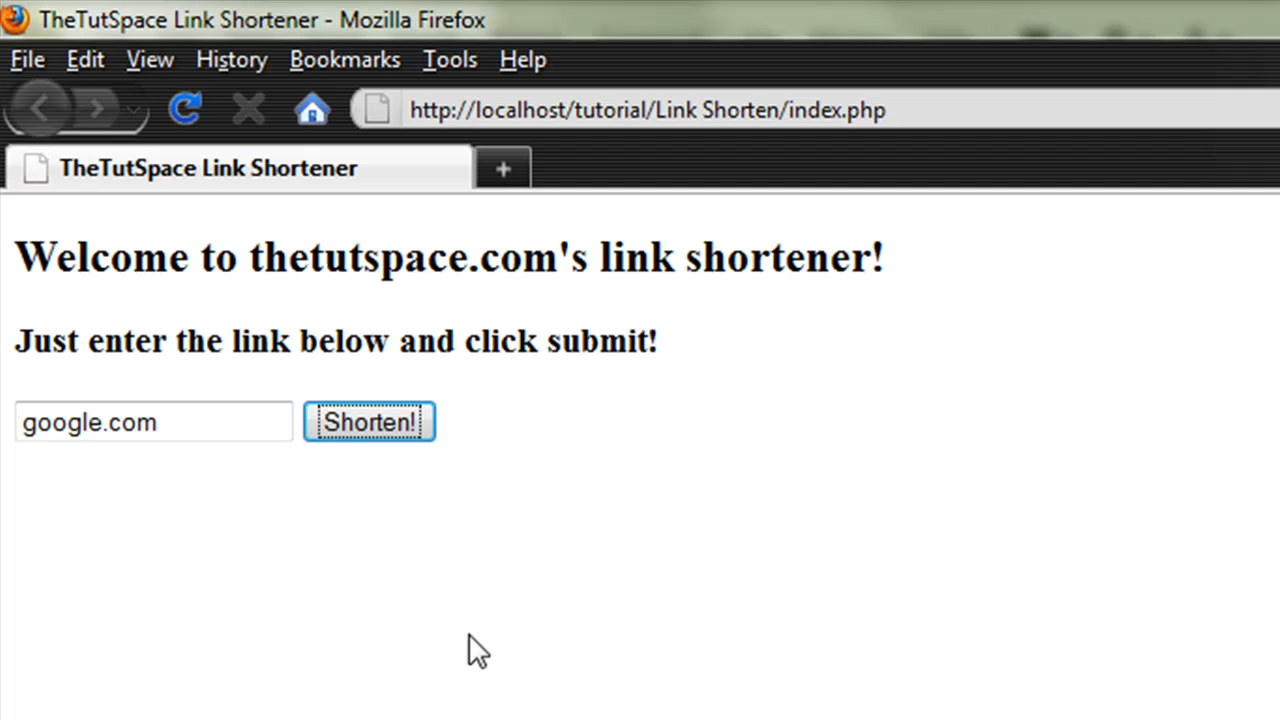 TheTutSpace Link Shortener - Mozilla Firefox
File Edit View History Bookmarks Tools Help
http://localhost/tutorial/Link Shorten/index.php
TheTutSpace Link Shortener +
Welcome to thetutspace.com's link shortener!
Just enter the link below and click submit!
google.com Shorten!